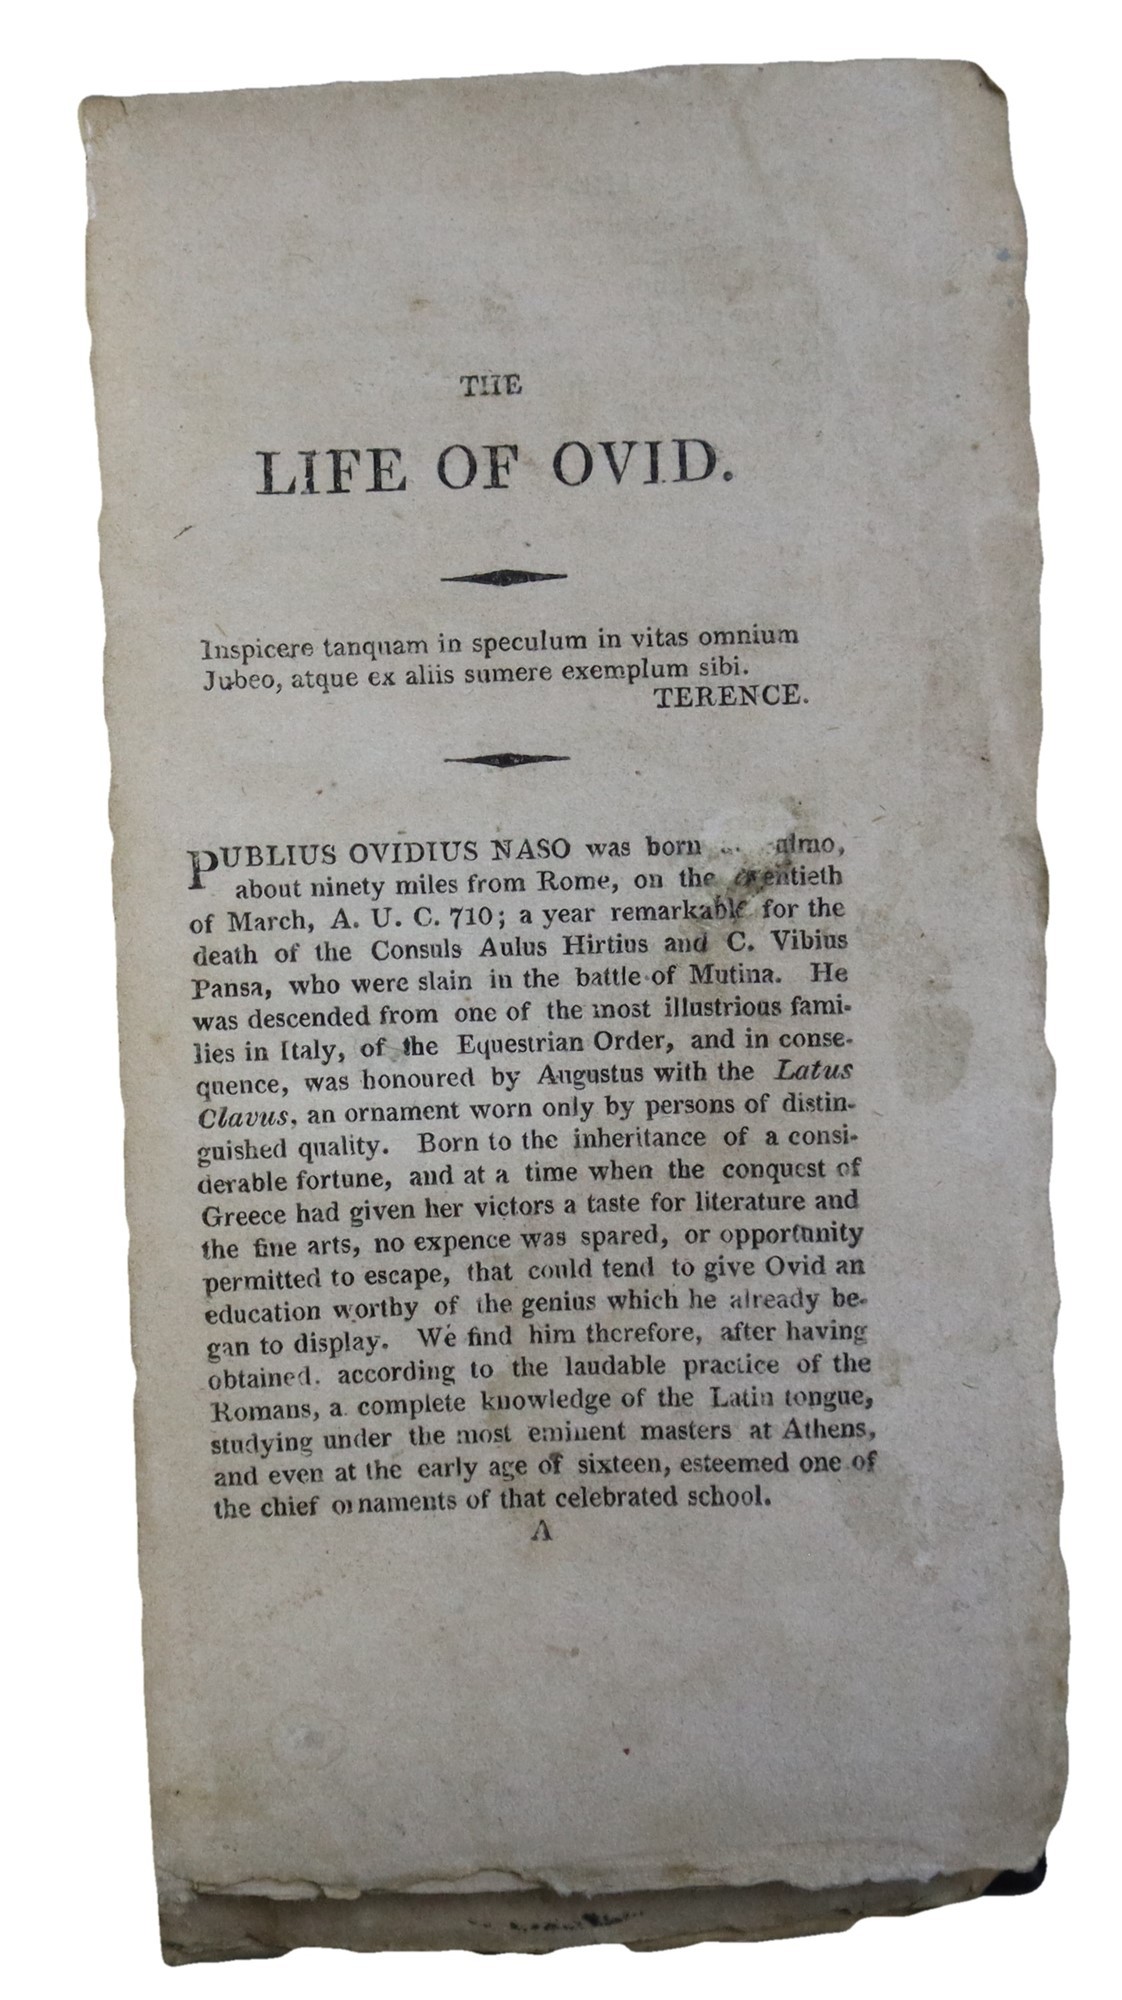 THE
LIFE OF OVID.
Inspicere tanquam in speculum in vitas omnium
Jubeo, atque ex aliis sumere exemplum sibi.
TERENCE.
PUBLIUS OVIDIUS NASO was born
about ninety miles from Rome, on the twentieth
of March, A. U. C. 710; a year remarkable for the
death of the Consuls Aulus Hirtius and C. Vibius
Pansa, who were slain in the battle of Mutina. He
was descended from one of the most illustrious fami-
lies in Italy, of the Equestrian Order, and in conse-
quence, was honoured by Augustus with the Latus
Clavus, an ornament worn only by persons of distin-
guished quality. Born to the inheritance of a consi-
derable fortune, and at a time when the conquest of
Greece had given her victors a taste for literature and
the fine arts, no expence was spared, or opportunity
permitted to escape, that could tend to give Ovid an
education worthy of the genius which he already be-
gan to display. We find him therefore, after having
obtained, according to the laudable practice of the
Romans, a complete knowledge of the Latin tongue,
studying under the most eminent masters at Athens,
and even at the early age of sixteen, esteemed one of
the chief ornaments of that celebrated school.
A